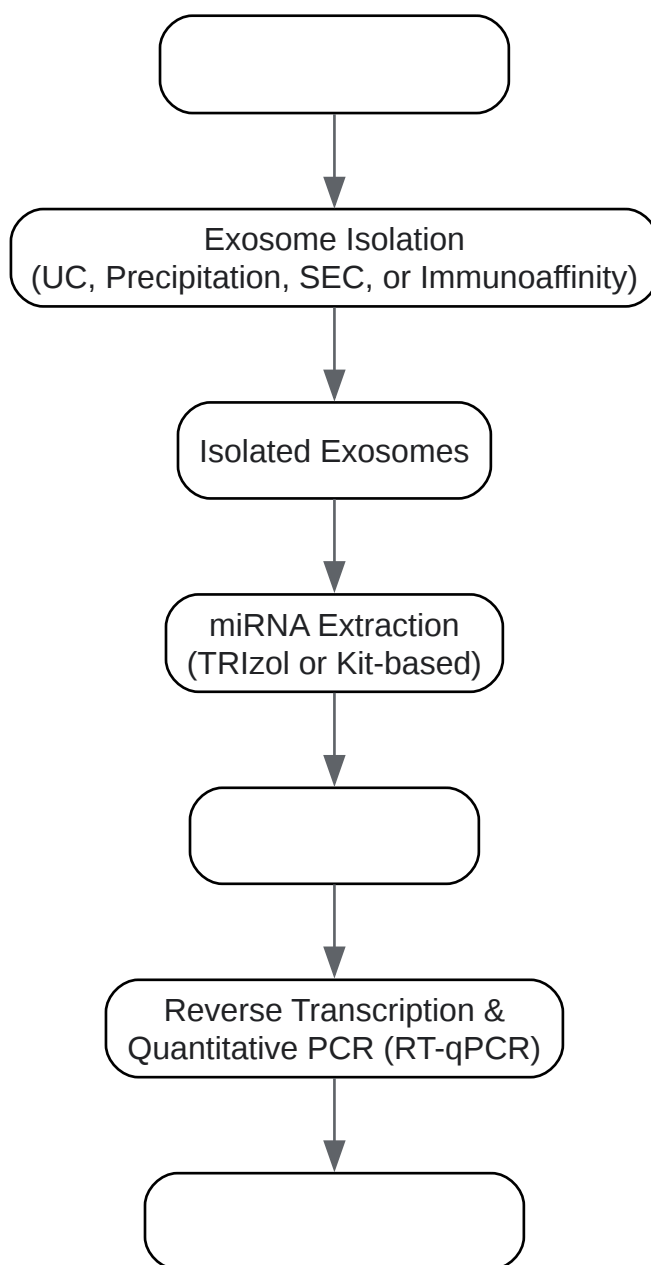 Exosome Isolation
(UC, Precipitation, SEC, or Immunoaffinity)
Isolated Exosomes
miRNA Extraction
(TRIzol or Kit-based)
Reverse Transcription &
Quantitative PCR (RT-qPCR)